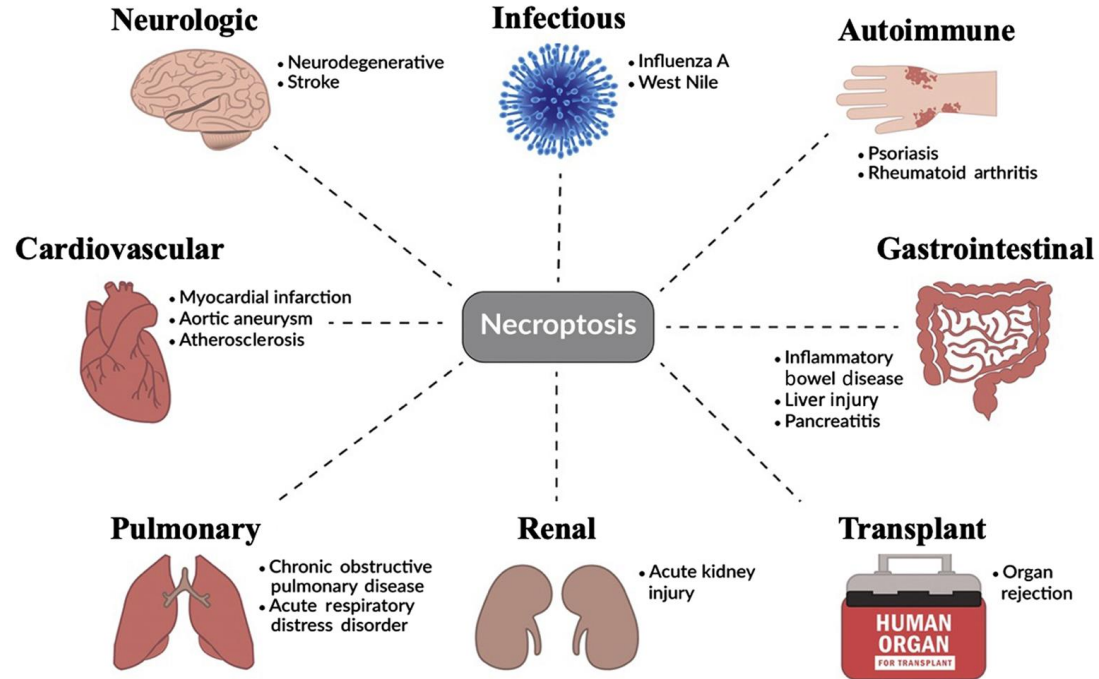 Neurologic
• Neurodegenerative
• Stroke
Infectious
• Influenza A
• West Nile
Autoimmune
• Psoriasis
• Rheumatoid arthritis
Cardiovascular
• Myocardial infarction
• Aortic aneurysm
• Atherosclerosis
Necroptosis
Gastrointestinal
• Inflammatory
bowel disease
• Liver injury
• Pancreatitis
Pulmonary
• Chronic obstructive
pulmonary disease
• Acute respiratory
distress disorder
Renal
• Acute kidney
injury
Transplant
• Organ
rejection
HUMAN
ORGAN
FOR TRANSPLANT